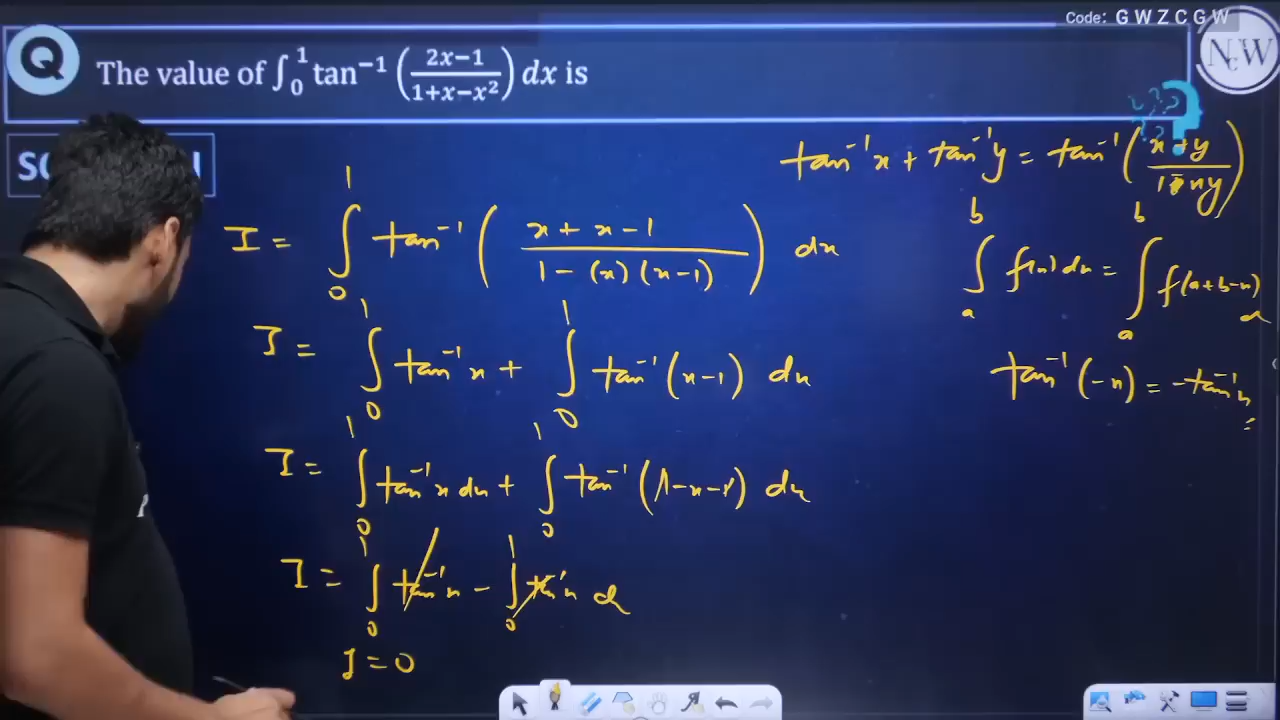 Code: G W Z C G W
Q
NCW
The value of ∫₀¹ tan⁻¹ ((2x−1)/(1+x−x²)) dx is
tan⁻¹x + tan⁻¹y = tan⁻¹ ((x+y)/(1−xy))
I = ∫₀¹ tan⁻¹ ((x+x−1)/(1−(x)(x−1))) dx
∫ₐᵇ f(x) dx = ∫ₐᵇ f(a+b−x) dx
I = ∫₀¹ tan⁻¹x + ∫₀¹ tan⁻¹(x−1) dx
tan⁻¹(−x) = −tan⁻¹x
I = ∫₀¹ tan⁻¹x dx + ∫₀¹ tan⁻¹(1−x−1) dx
I = ∫₀¹ tan⁻¹x − ∫₀¹ tan⁻¹x d
I = 0